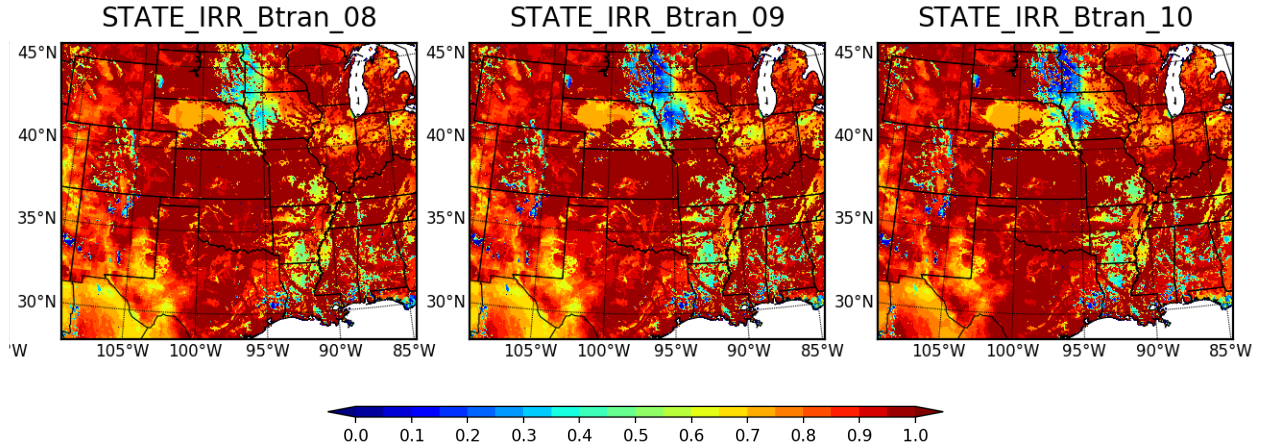 STATE_IRR_Btran_08 STATE_IRR_Btran_09 STATE_IRR_Btran_10
45°N 45°N 45°N
40°N 40°N 40°N
35°N 35°N 35°N
30°N 30°N 30°N
'W 105°W 100°W 95°W 90°W 85°W 105°W 100°W 95°W 90°W 85°W 105°W 100°W 95°W 90°W 85°W
0.0 0.1 0.2 0.3 0.4 0.5 0.6 0.7 0.8 0.9 1.0